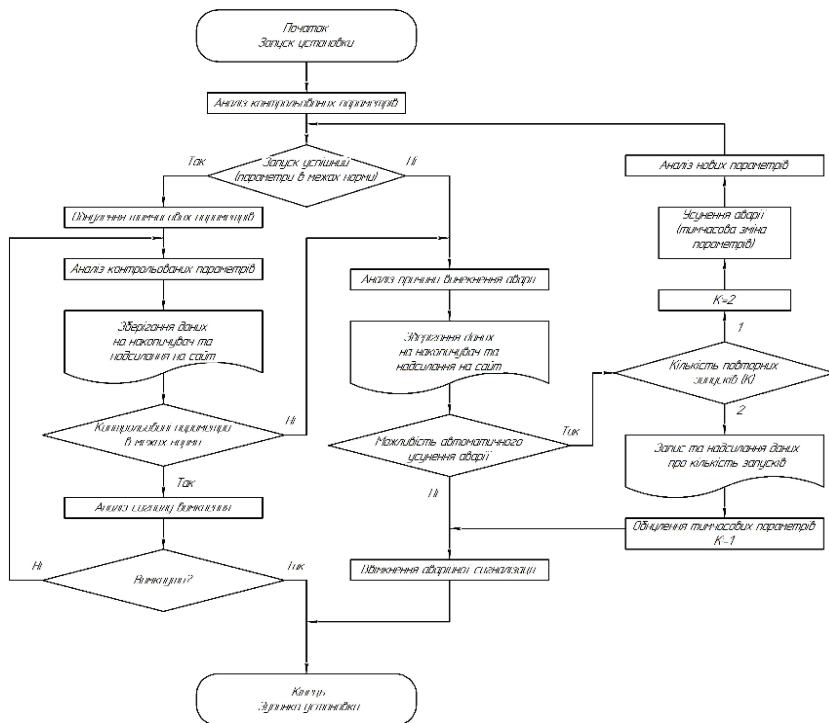 Початок
Запуск установки
Аналіз контрольованих параметрів
Так
Запуск успішний
(параметри в межах норми)
Ні
Обнулення тимчасових параметрів
Аналіз контрольованих параметрів
Зберігання даних
на накопичувач та
надсилання на сайт
Контрольовані параметри
в межах норми
Ні
Так
Аналіз сигналу вимкнення
Ні
Вимкнути?
Так
Аналіз причини виникнення аварії
Зберігання даних
на накопичувач та
надсилання на сайт
Можливість автоматичного
усунення аварії
Так
Ні
Ввімкнення аварійної сигналізації
Аналіз нових параметрів
Усунення аварії
(тимчасова зміна
параметрів)
K=2
1
Кількість повторних
запусків (K)
2
Запис та надсилання даних
про кількість запусків
Обнулення тимчасових параметрів
K=1
Кінець
Зупинка установки